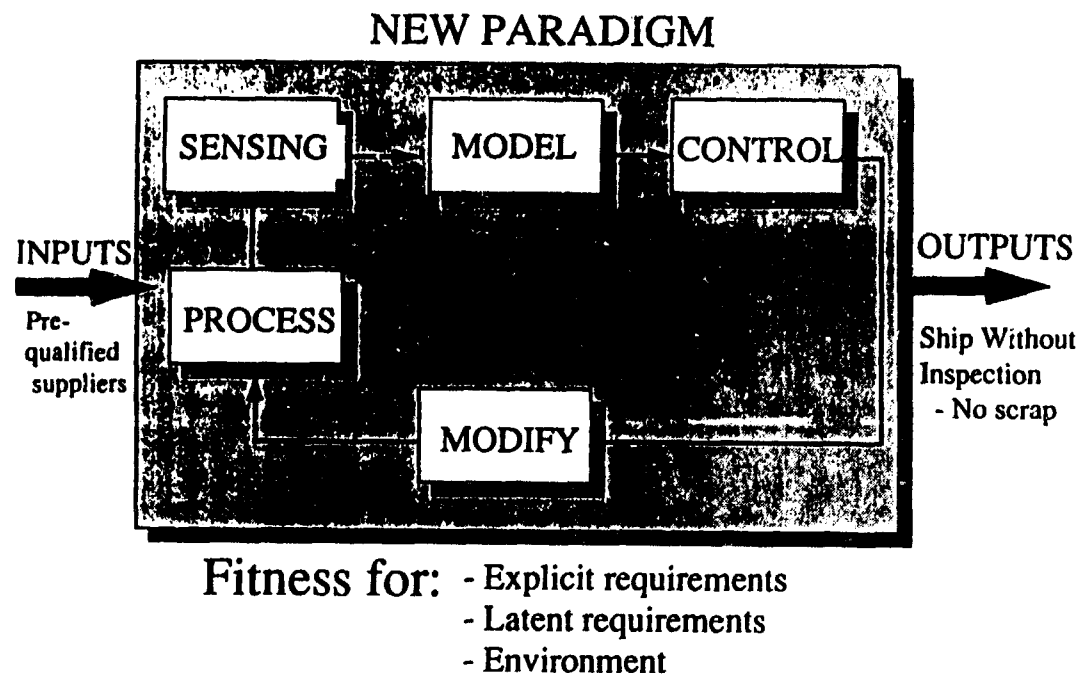 NEW PARADIGM
SENSING
MODEL
CONTROL
INPUTS
Pre-
qualified
suppliers
PROCESS
MODIFY
OUTPUTS
Ship Without
Inspection
- No scrap
Fitness for:
- Explicit requirements
- Latent requirements
- Environment